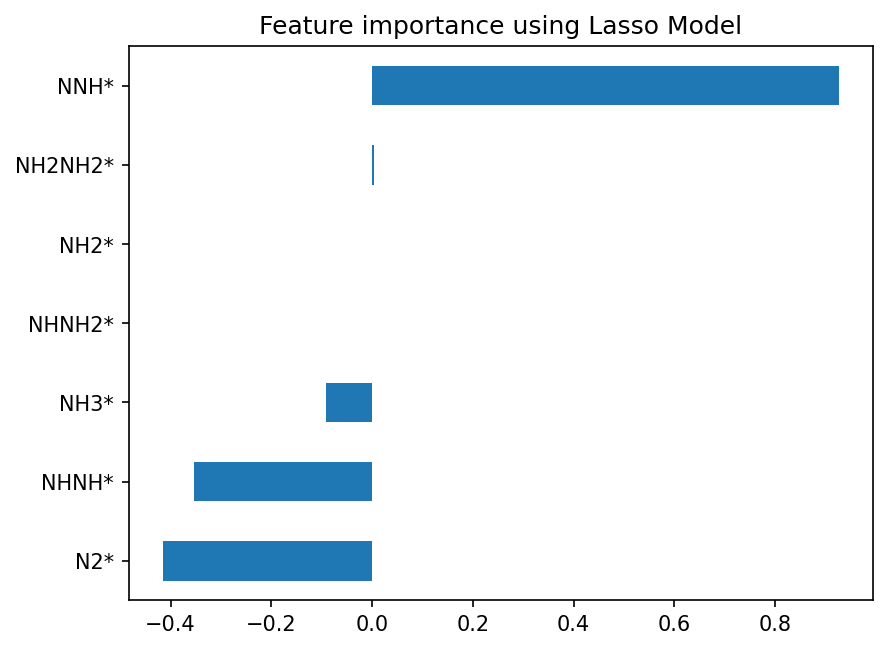 Feature importance using Lasso Model
NNH*
NH2NH2*
NH2*
NHNH2*
NH3*
NHNH*
N2*
−0.4 −0.2 0.0 0.2 0.4 0.6 0.8